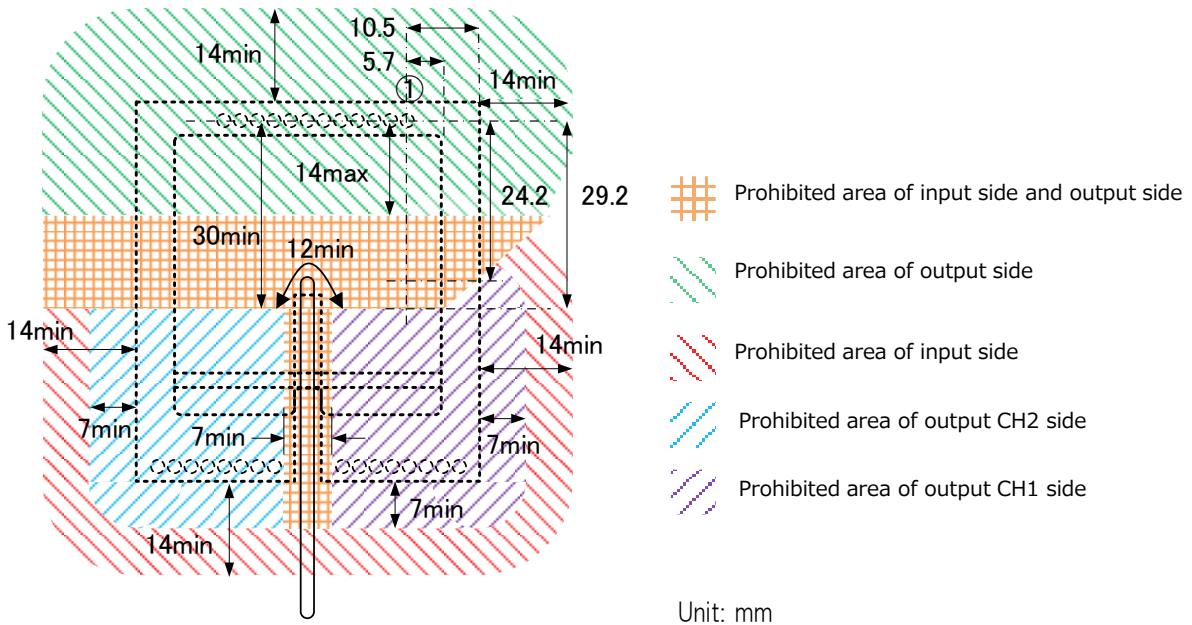 10.5
14min
5.7
14min
①
14max
24.2
29.2
30min
12min
14min
14min
7min
7min
7min
7min
14min
Prohibited area of input side and output side
Prohibited area of output side
Prohibited area of input side
Prohibited area of output CH2 side
Prohibited area of output CH1 side
Unit: mm